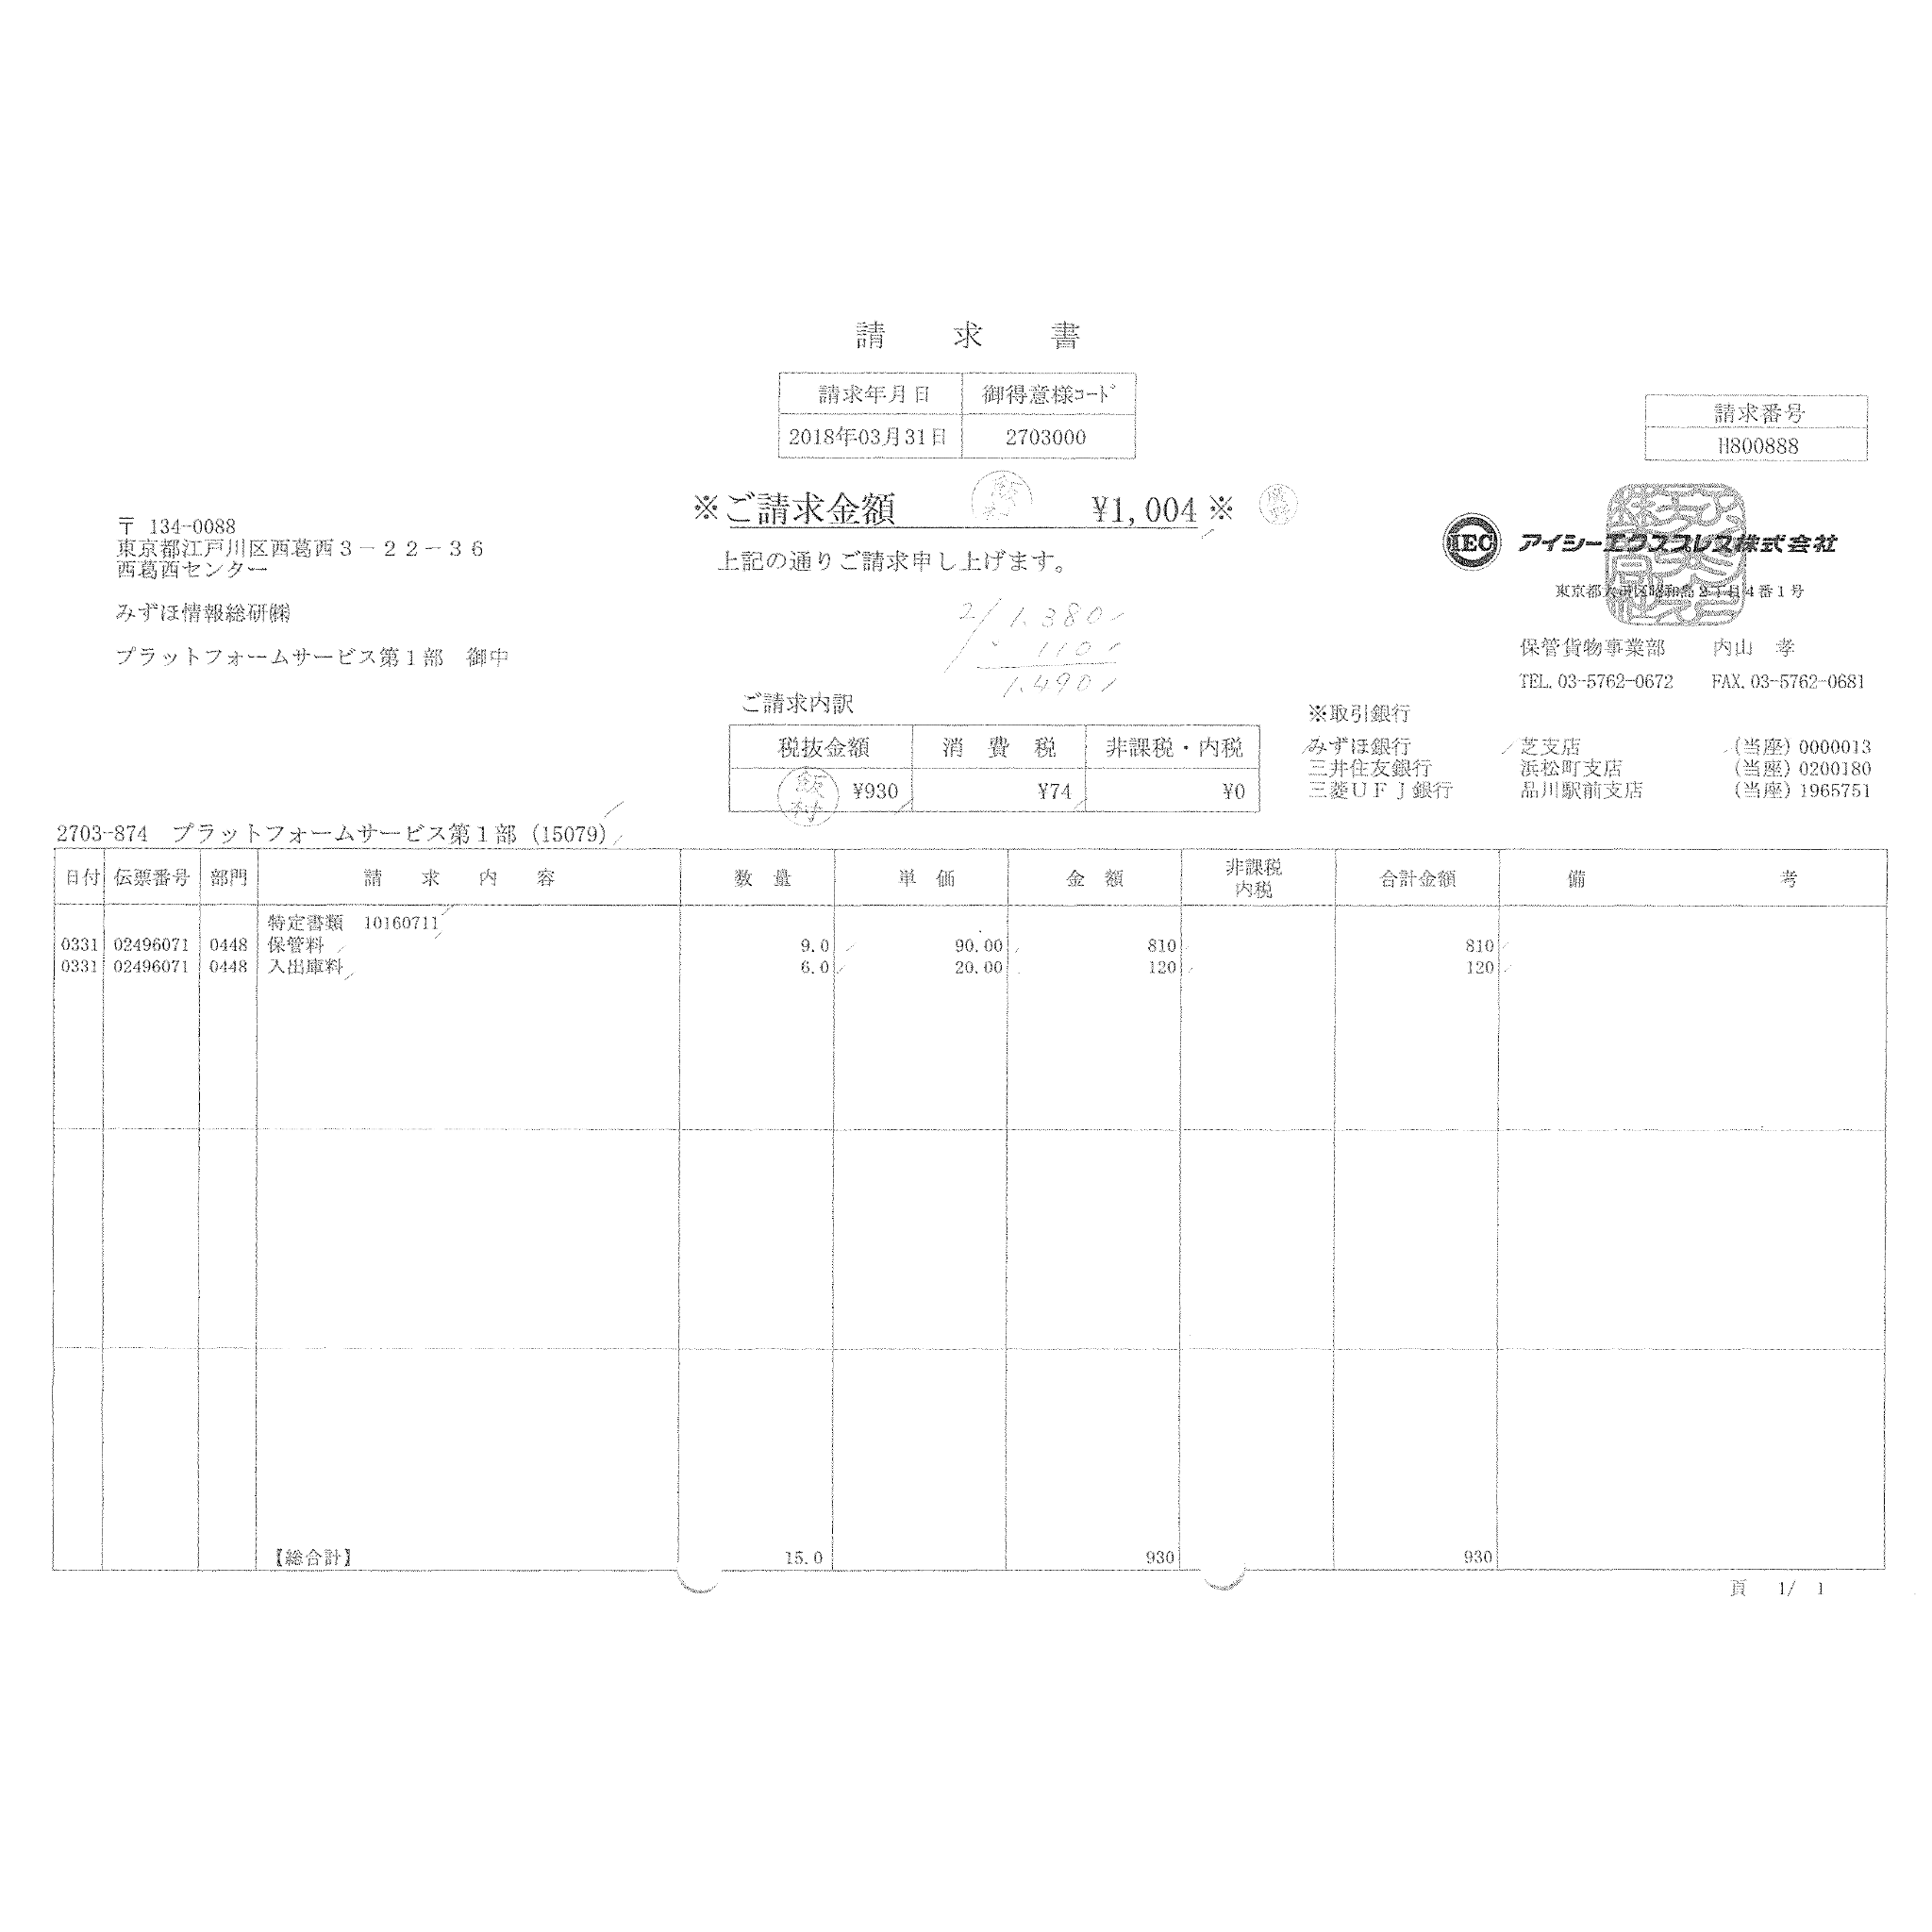 請求書
請求年月日 御得意様コード
2018年03月31日 2703000
請求番号
H800888
※ご請求金額 ¥1,004※
上記の通りご請求申し上げます。
〒 134-0088
東京都江戸川区西葛西3-22-36
西葛西センター
みずほ情報総研㈱
プラットフォームサービス第1部 御中
IEC アイシーエクスプレス株式会社
東京都大田区昭和島2丁目4番1号
保管貨物事業部 内山 孝
TEL.03-5762-0672 FAX.03-5762-0681
2/1,380
110
1,490
ご請求内訳
税抜金額 消費税 非課税・内税
¥930 ¥74 ¥0
飯村
※取引銀行
みずほ銀行 芝支店 (当座)0000013
三井住友銀行 浜松町支店 (当座)0200180
三菱UFJ銀行 品川駅前支店 (当座)1965751
2703-874 プラットフォームサービス第1部(15079)
日付 伝票番号 部門 請求内容 数量 単価 金額 非課税内税 合計金額 備考
特定書類 10160711
0331 02496071 0448 保管料 9.0 90.00 810 810
0331 02496071 0448 入出庫料 6.0 20.00 120 120
【総合計】 15.0 930 930
頁 1/ 1